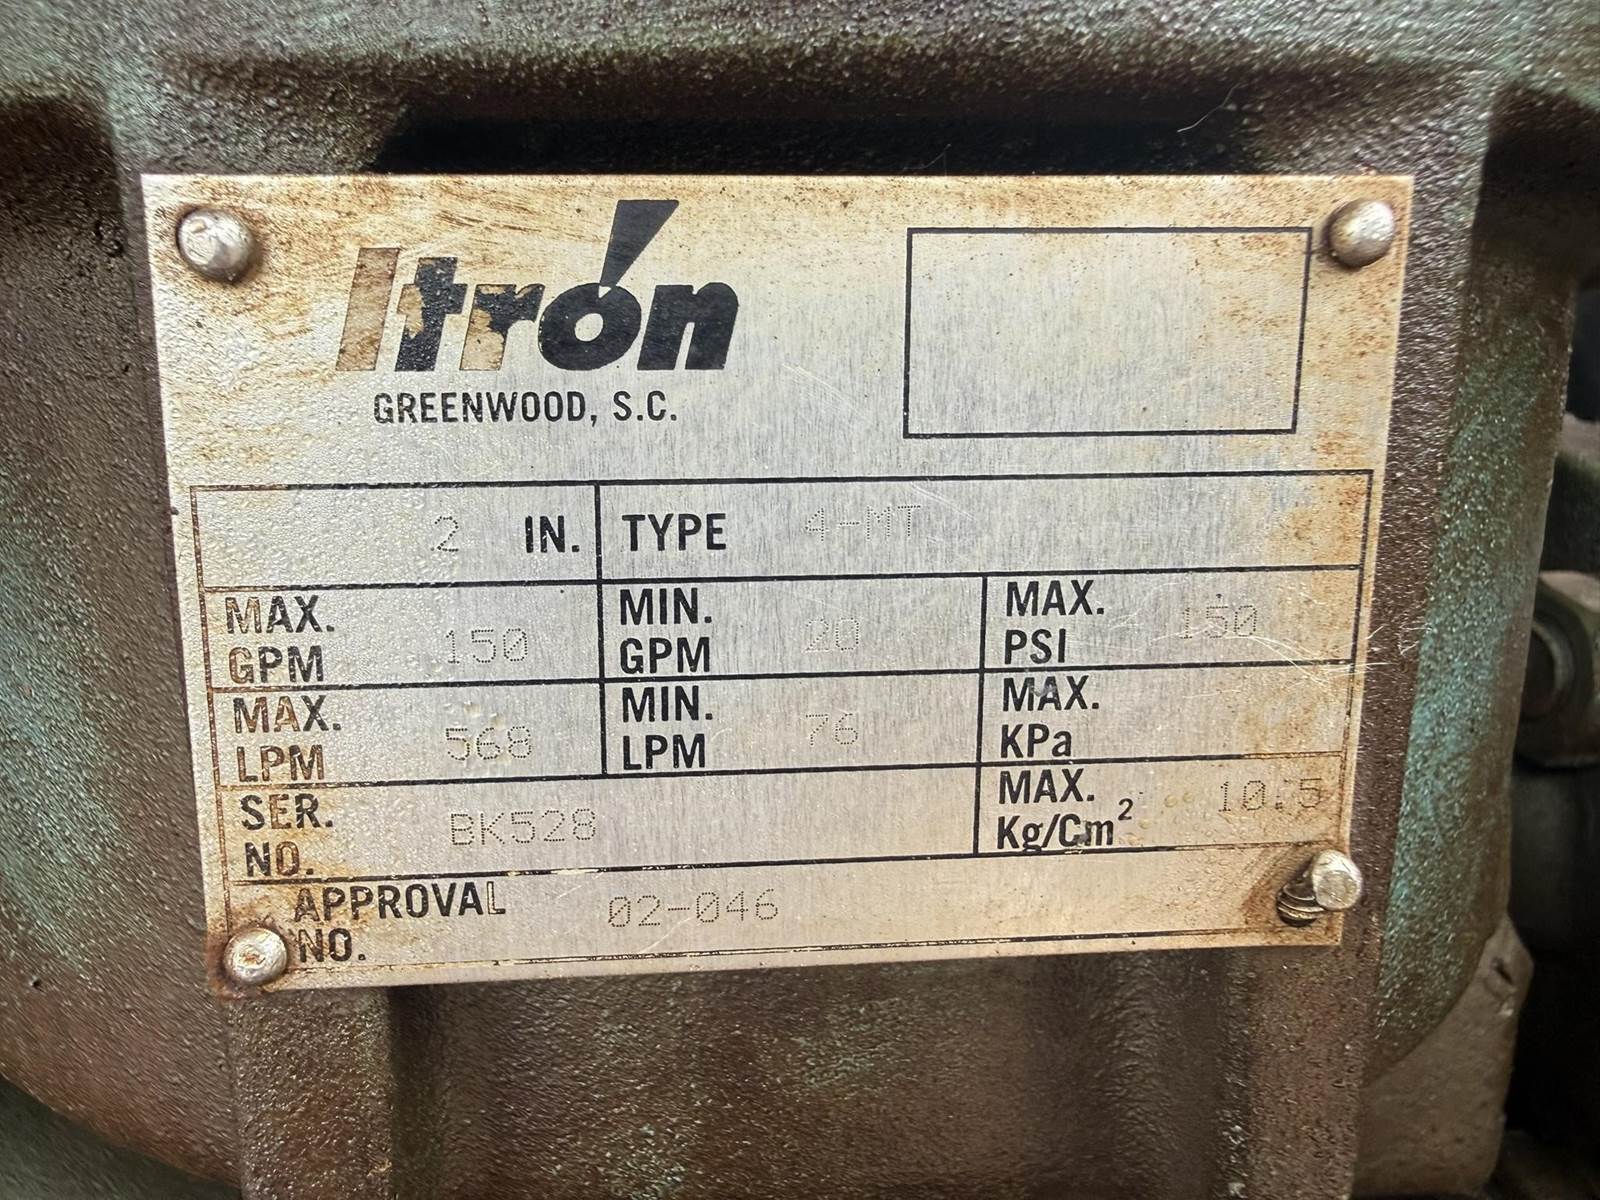 Itrón
GREENWOOD, S.C.
2 IN. TYPE 4-MT
MAX. GPM 150 MIN. GPM 20 MAX. PSI 150
MAX. LPM 568 MIN. LPM 76 MAX. KPa
SER. NO. BK528 MAX. Kg/Cm² 10.5
APPROVAL NO. 02-046